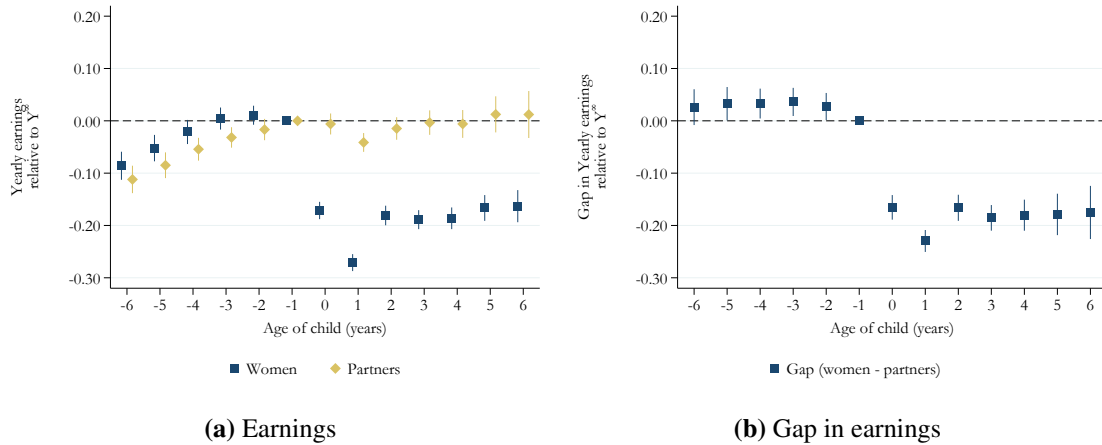 0.20
0.10
0.00
-0.10
-0.20
-0.30
Yearly earnings
relative to Y^∞
-6 -5 -4 -3 -2 -1 0 1 2 3 4 5 6
Age of child (years)
Women Partners
(a) Earnings
0.20
0.10
0.00
-0.10
-0.20
-0.30
Gap in Yearly earnings
relative to Y^∞
-6 -5 -4 -3 -2 -1 0 1 2 3 4 5 6
Age of child (years)
Gap (women - partners)
(b) Gap in earnings